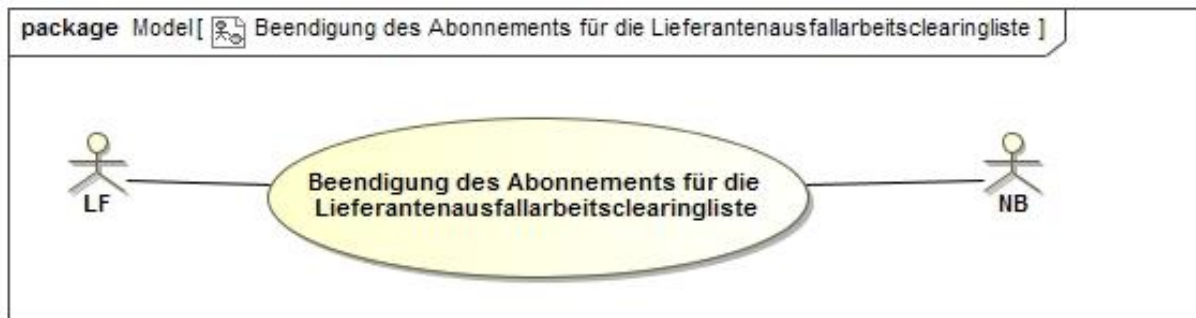 package Model[ Beendigung des Abonnements für die Lieferantenausfallarbeitsclearingliste ]
Beendigung des Abonnements für die
Lieferantenausfallarbeitsclearingliste
LF
NB